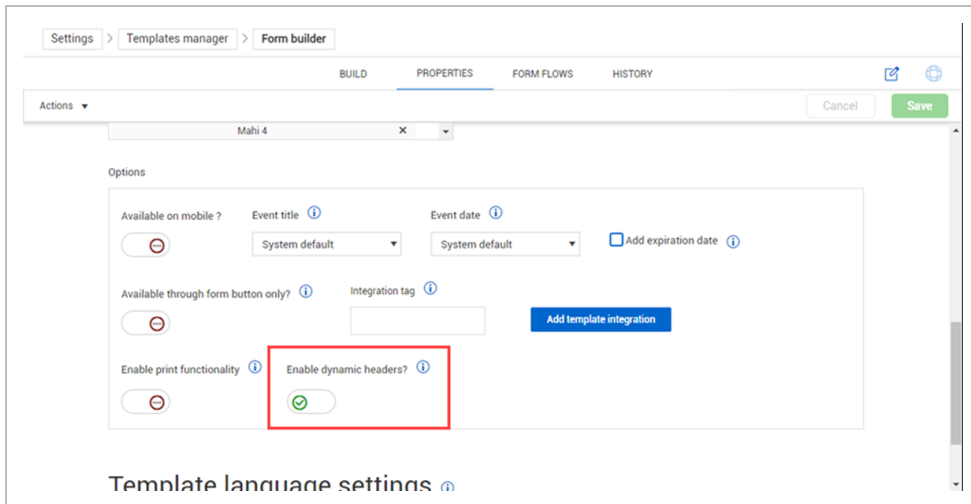 Settings > Templates manager > Form builder
BUILD PROPERTIES FORM FLOWS HISTORY
Actions Cancel Save
Mahi 4
Options
Available on mobile ? Event title Event date
System default System default Add expiration date
Available through form button only? Integration tag
Add template integration
Enable print functionality Enable dynamic headers?
Template language settings